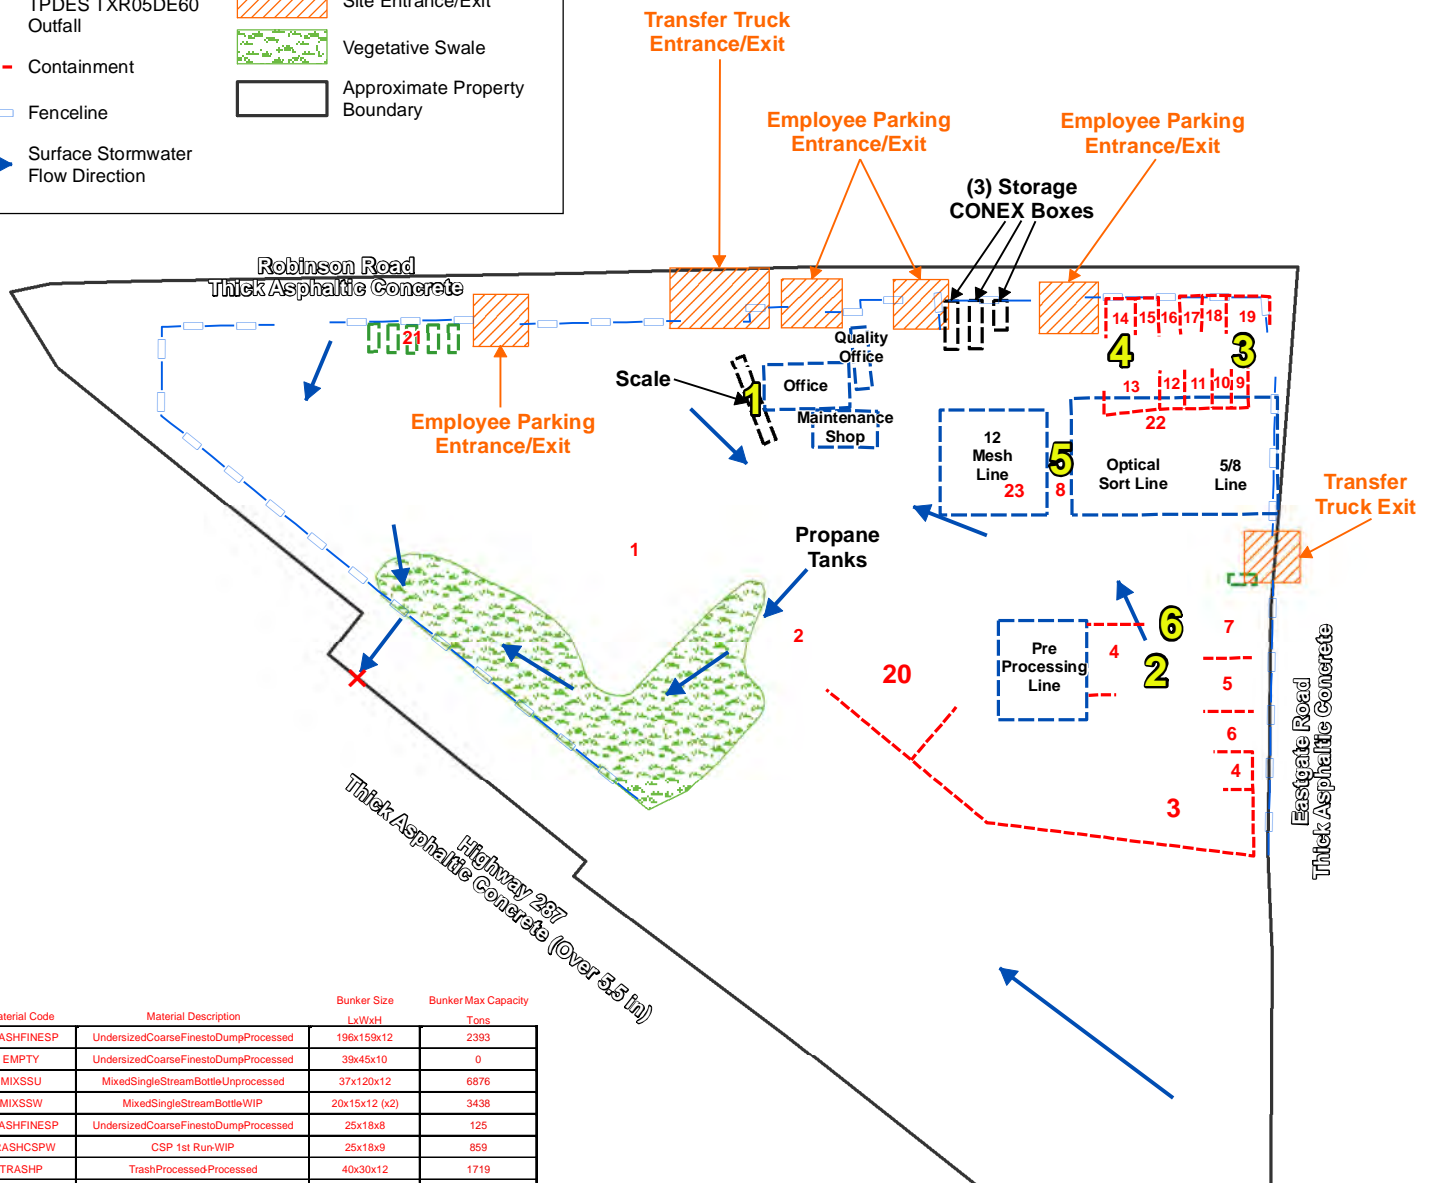 TPDES TXR05DE60
Outfall
Containment
Fenceline
Surface Stormwater
Flow Direction
Site Entrance/Exit
Vegetative Swale
Approximate Property
Boundary
Transfer Truck
Entrance/Exit
Employee Parking
Entrance/Exit
Employee Parking
Entrance/Exit
(3) Storage
CONEX Boxes
Robinson Road
Thick Asphaltic Concrete
21
14 15 16 17 18 19
4
3
Quality
Office
Scale
1
Office
Maintenance
Shop
13 12 11 10 9
22
Employee Parking
Entrance/Exit
12
Mesh
Line
23
5
8
Optical
Sort Line
5/8
Line
Transfer
Truck Exit
1
Propane
Tanks
2
20
Pre
Processing
Line
4
6
2
7
5
6
4
3
Eastgate Road
Thick Asphaltic Concrete
Highway 287
Thick Asphaltic Concrete (Over 5.5 in)
aterial Code Material Description Bunker Size LxWxH Bunker Max Capacity Tons
ASHFINESP UndersizedCoarseFinestoDumpProcessed 196x159x12 2393
EMPTY UndersizedCoarseFinestoDumpProcessed 39x45x10 0
MIXSSU MixedSingleStreamBottleUnprocessed 37x120x12 6876
MIXSSW MixedSingleStreamBottleWIP 20x15x12 (x2) 3438
ASHFINESP UndersizedCoarseFinestoDumpProcessed 25x18x8 125
ASHCSPW CSP 1st Run-WIP 25x18x9 859
TRASHP TrashProcessed-Processed 40x30x12 1719